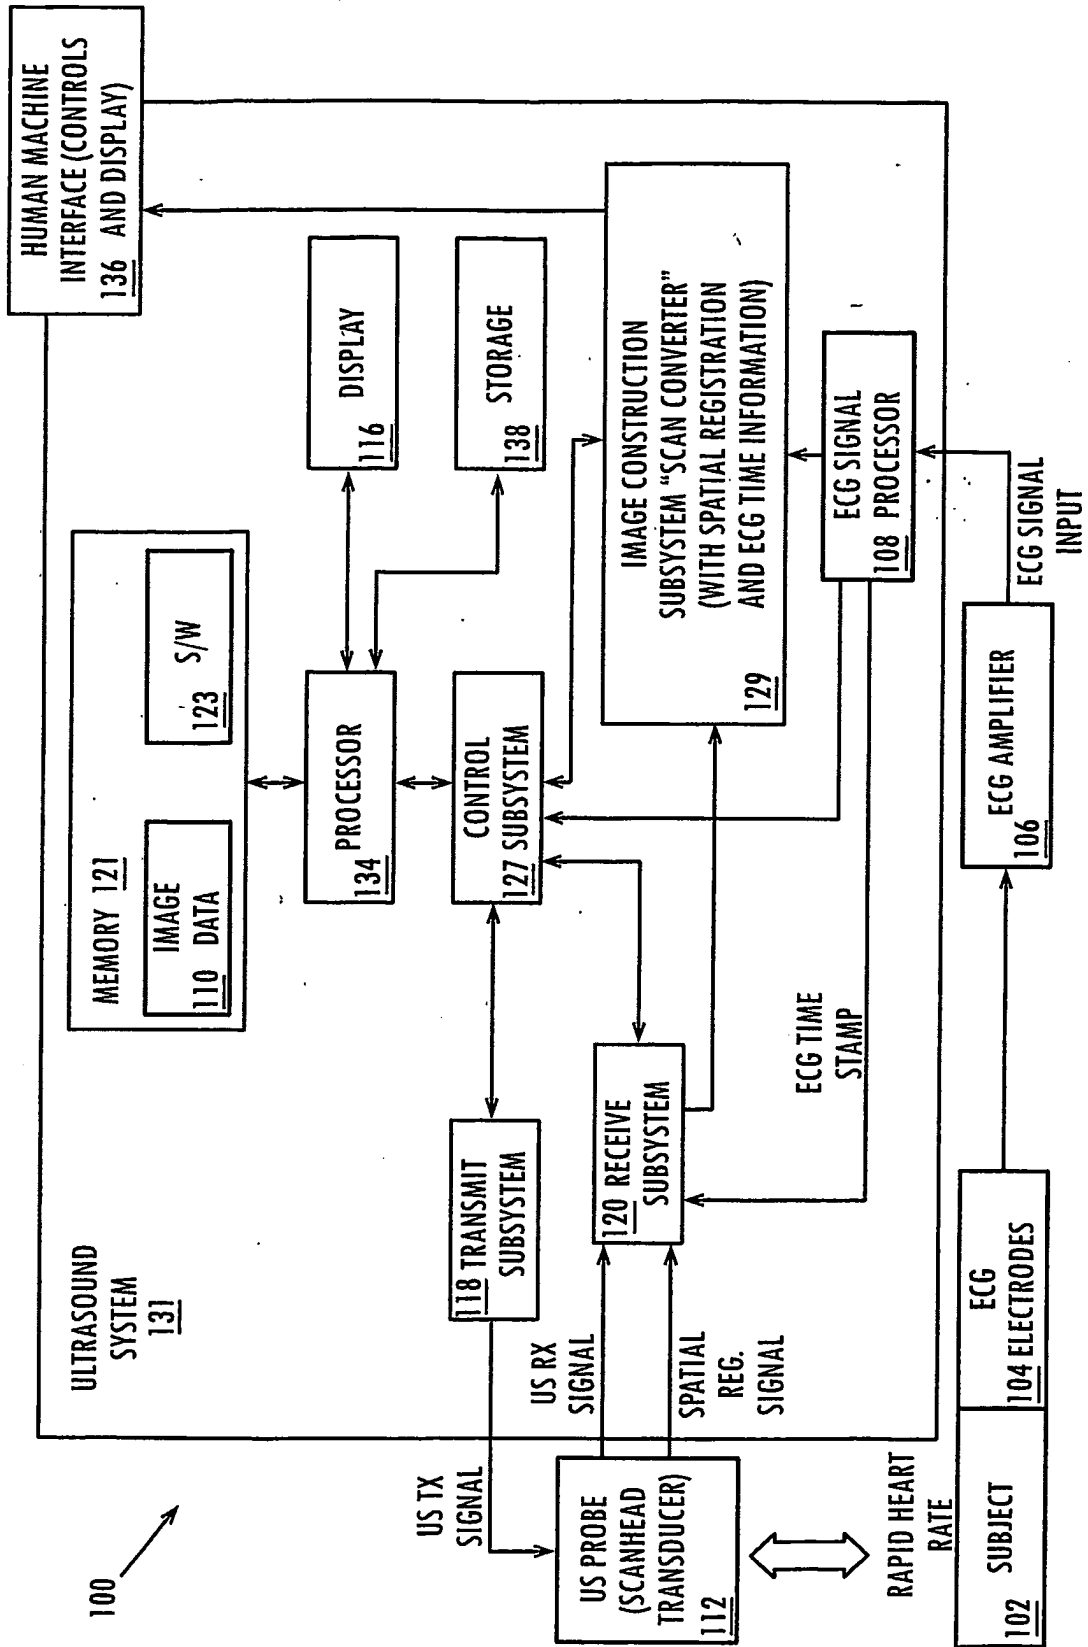 100
ULTRASOUND
SYSTEM
131
MEMORY 121
IMAGE
110 DATA
S/W
123
HUMAN MACHINE
INTERFACE (CONTROLS
136 AND DISPLAY)
PROCESSOR
134
DISPLAY
116
STORAGE
138
CONTROL
127 SUBSYSTEM
118 TRANSMIT
SUBSYSTEM
US TX
SIGNAL
US PROBE
(SCANHEAD
TRANSDUCER)
112
US RX
SIGNAL
SPATIAL
REG.
SIGNAL
120 RECEIVE
SUBSYSTEM
IMAGE CONSTRUCTION
SUBSYSTEM "SCAN CONVERTER"
(WITH SPATIAL REGISTRATION
AND ECG TIME INFORMATION)
129
ECG TIME
STAMP
ECG SIGNAL
108 PROCESSOR
RAPID HEART
RATE
SUBJECT
102
ECG
104 ELECTRODES
ECG AMPLIFIER
106
ECG SIGNAL
INPUT